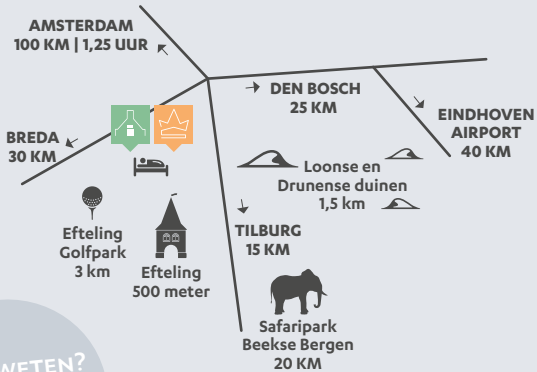 AMSTERDAM
100 KM | 1,25 UUR
DEN BOSCH
25 KM
EINDHOVEN
AIRPORT
40 KM
BREDA
30 KM
Loonse en
Drunense duinen
1,5 km
Efteling
Golfpark
3 km
Efteling
500 meter
TILBURG
15 KM
Safaripark
Beekse Bergen
20 KM
WETEN?